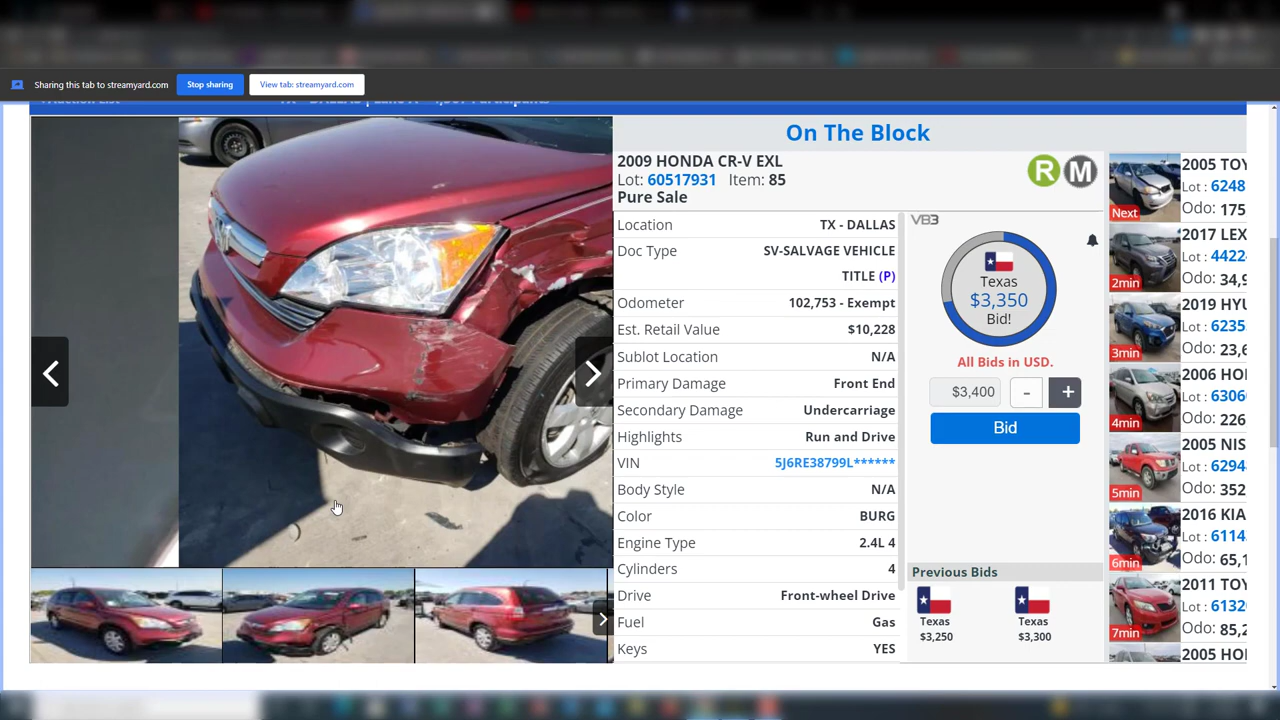 Sharing this tab to streamyard.com
Stop sharing
View tab: streamyard.com
On The Block
2009 HONDA CR-V EXL
Lot: 60517931 Item: 85
Pure Sale
R M
Location TX - DALLAS
Doc Type SV-SALVAGE VEHICLE
TITLE (P)
Odometer 102,753 - Exempt
Est. Retail Value $10,228
Sublot Location N/A
Primary Damage Front End
Secondary Damage Undercarriage
Highlights Run and Drive
VIN 5J6RE38799L******
Body Style N/A
Color BURG
Engine Type 2.4L 4
Cylinders 4
Drive Front-wheel Drive
Fuel Gas
Keys YES
VB3
Texas
$3,350
Bid!
All Bids in USD.
$3,400 - +
Bid
Previous Bids
Texas
$3,250
Texas
$3,300
2005 TOY
Lot : 6248
Next
Odo: 175
2017 LEX
Lot : 4422
2min
Odo: 34,9
2019 HYU
Lot : 6235
3min
Odo: 23,6
2006 HO
Lot : 6306
4min
Odo: 226
2005 NIS
Lot : 6294
5min
Odo: 352
2016 KIA
Lot : 6114
6min
Odo: 65,1
2011 TOY
Lot : 6132
7min
Odo: 85,2
2005 HO